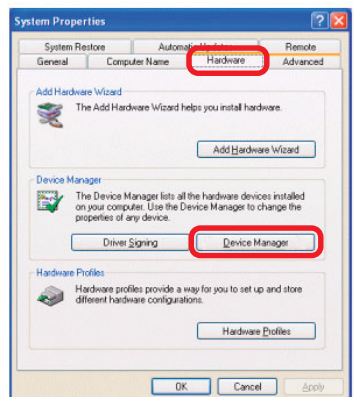 System Properties
System Restore Automatic Updates Remote
General Computer Name Hardware Advanced
Add Hardware Wizard
The Add Hardware Wizard helps you install hardware.
Add Hardware Wizard
Device Manager
The Device Manager lists all the hardware devices installed
on your computer. Use the Device Manager to change the
properties of any device.
Driver Signing Device Manager
Hardware Profiles
Hardware profiles provide a way for you to set up and store
different hardware configurations.
Hardware Profiles
OK Cancel Apply